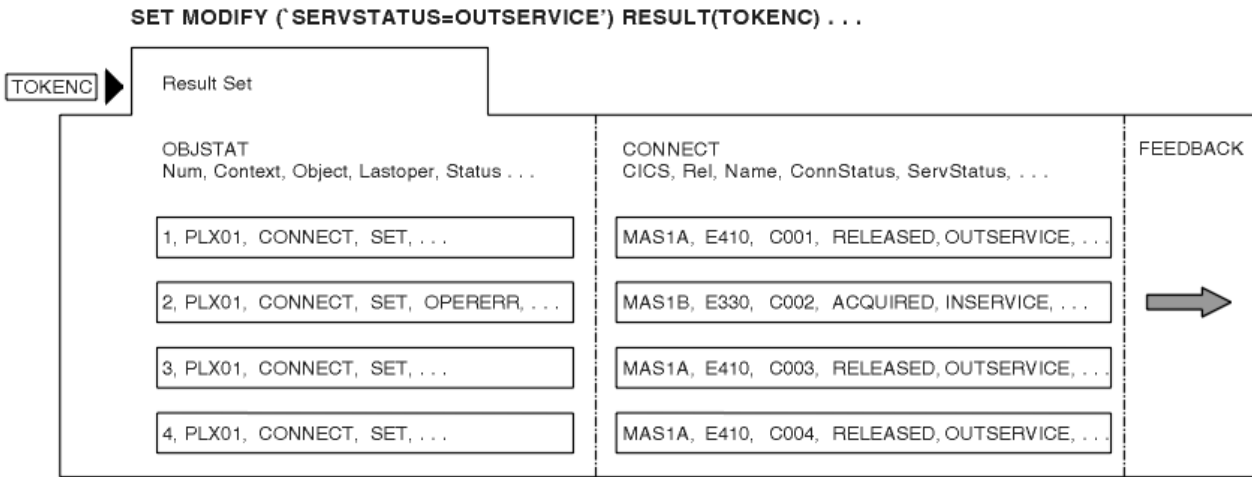 SET MODIFY (`SERVSTATUS=OUTSERVICE') RESULT(TOKENC) . . .
TOKENC
Result Set
OBJSTAT
Num, Context, Object, Lastoper, Status . . .
CONNECT
CICS, Rel, Name, ConnStatus, ServStatus, . . .
FEEDBACK
1, PLX01, CONNECT, SET, . . .
MAS1A, E410, C001, RELEASED, OUTSERVICE, . . .
2, PLX01, CONNECT, SET, OPERERR, . . .
MAS1B, E330, C002, ACQUIRED, INSERVICE, . . .
3, PLX01, CONNECT, SET, . . .
MAS1A, E410, C003, RELEASED, OUTSERVICE, . . .
4, PLX01, CONNECT, SET, . . .
MAS1A, E410, C004, RELEASED, OUTSERVICE, . . .